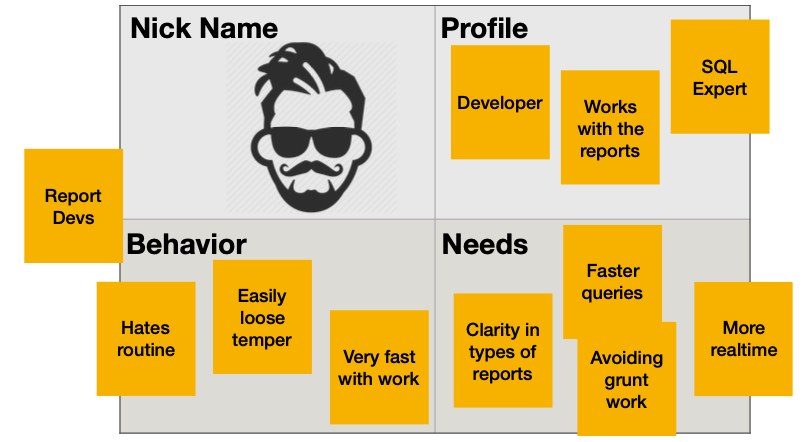 Nick Name
Report
Devs
Profile
Developer
Works
with the
reports
SQL
Expert
Behavior
Hates
routine
Easily
loose
temper
Very fast
with work
Needs
Clarity in
types of
reports
Faster
queries
Avoiding
grunt
work
More
realtime